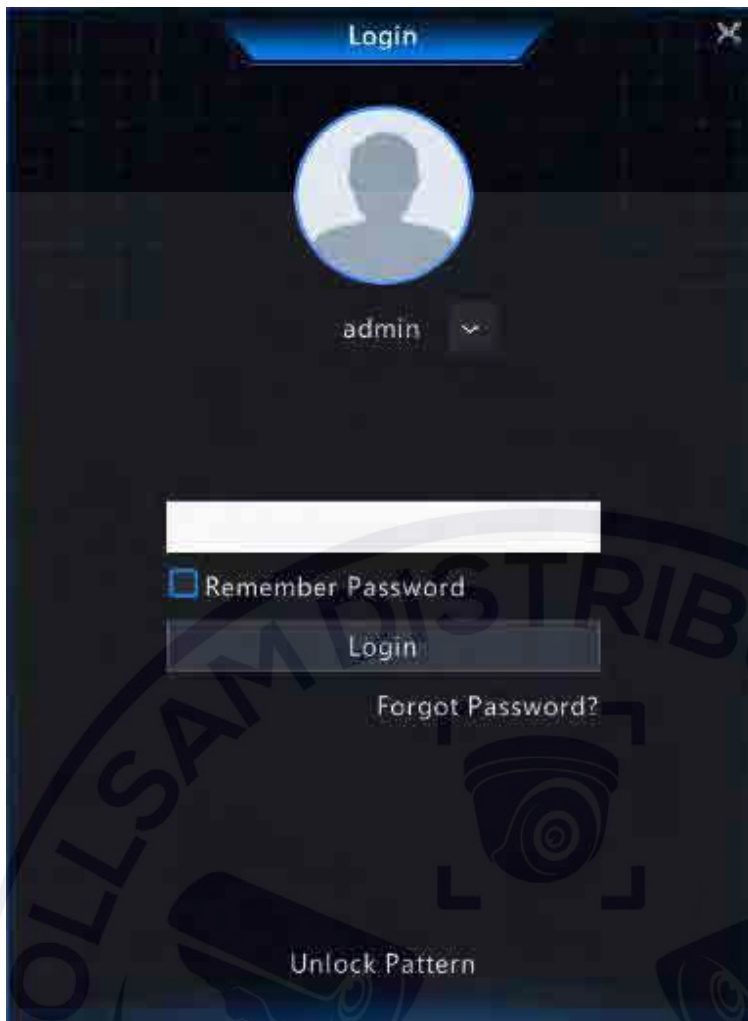 Login
admin
Remember Password
Login
Forgot Password?
Unlock Pattern